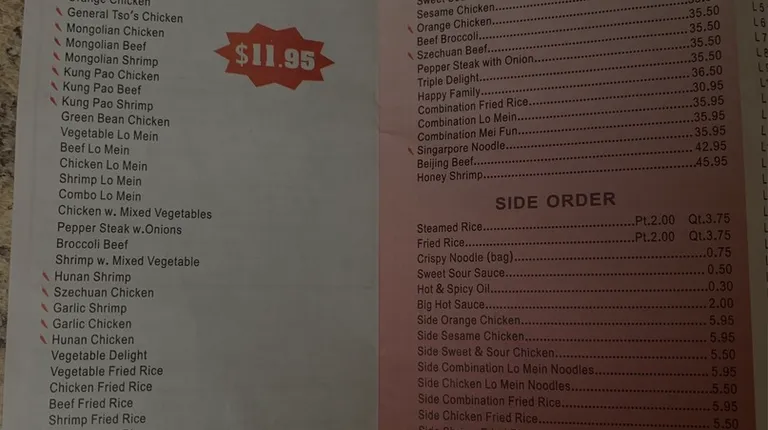 General Tso's Chicken
Mongolian Chicken
Mongolian Beef
Mongolian Shrimp
Kung Pao Chicken
Kung Pao Beef
Kung Pao Shrimp
Green Bean Chicken
Vegetable Lo Mein
Beef Lo Mein
Chicken Lo Mein
Shrimp Lo Mein
Combo Lo Mein
Chicken w. Mixed Vegetables
Pepper Steak w.Onions
Broccoli Beef
Shrimp w. Mixed Vegetable
Hunan Shrimp
Szechuan Chicken
Garlic Shrimp
Garlic Chicken
Hunan Chicken
Vegetable Delight
Vegetable Fried Rice
Chicken Fried Rice
Beef Fried Rice
Shrimp Fried Rice
$11.95
Sesame Chicken
Orange Chicken
Beef Broccoli 35.50
Szechuan Beef 35.50
Pepper Steak with Onion 35.50
Triple Delight 35.50
Happy Family 36.50
Combination Fried Rice 30.95
Combination Lo Mein 35.95
Combination Mei Fun 35.95
Singarpore Noodle 35.95
Beijing Beef 42.95
Honey Shrimp 45.95
SIDE ORDER
Steamed Rice Pt.2.00 Qt.3.75
Fried Rice Pt.2.00 Qt.3.75
Crispy Noodle (bag) 0.75
Sweet Sour Sauce 0.50
Hot & Spicy Oil 0.30
Big Hot Sauce 2.00
Side Orange Chicken 5.95
Side Sesame Chicken 5.95
Side Sweet & Sour Chicken 5.50
Side Combination Lo Mein Noodles 5.95
Side Chicken Lo Mein Noodles 5.50
Side Combination Fried Rice 5.95
Side Chicken Fried Rice 5.50
L5
L6
L7